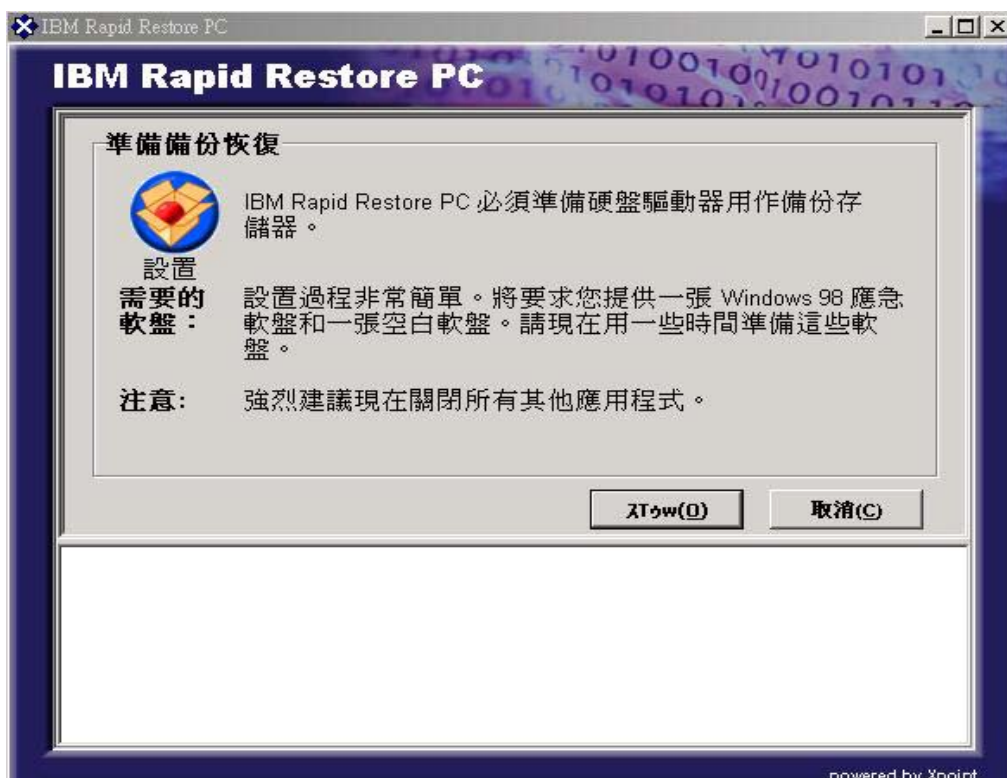 IBM Rapid Restore PC
IBM Rapid Restore PC
準備備份恢復
IBM Rapid Restore PC 必須準備硬盤驅動器用作備份存
儲器。
設置
需要的
軟盤：
設置過程非常簡單。將要求您提供一張 Windows 98 應急
軟盤和一張空白軟盤。請現在用一些時間準備這些軟
盤。
注意:
強烈建議現在關閉所有其他應用程式。
(O)
取消(C)
powered by Xpoint